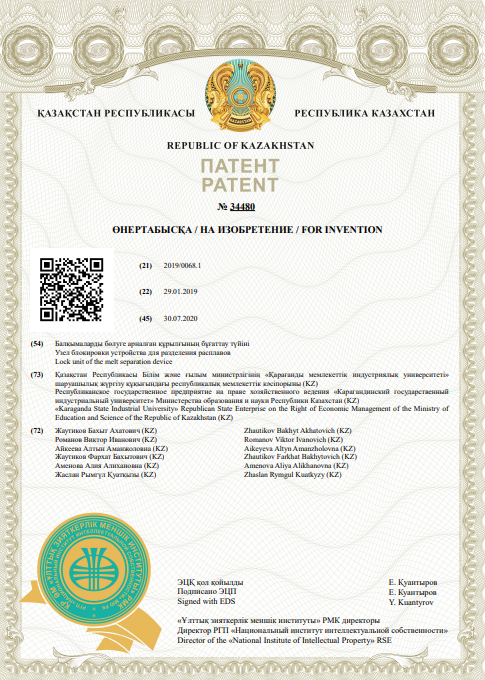 ҚАЗАҚСТАН РЕСПУБЛИКАСЫ
РЕСПУБЛИКА КАЗАХСТАН
REPUBLIC OF KAZAKHSTAN
ПАТЕНТ
PATENT
№ 34480
ӨНЕРТАБЫСҚА / НА ИЗОБРЕТЕНИЕ / FOR INVENTION
(21) 2019/0068.1
(22) 29.01.2019
(45) 30.07.2020
(54) Балқымаларды бөлуге арналған құрылғының бұғаттау түйіні
Узел блокировки устройства для разделения расплавов
Lock unit of the melt separation device
(73) Қазақстан Республикасы Білім және ғылым министрлігінің «Қарағанды мемлекеттік индустриялық университеті»
шаруашылық жүргізу құқығындағы республикалық мемлекеттік кәсіпорыны (KZ)
Республиканское государственное предприятие на праве хозяйственного ведения «Карагандинский государственный
индустриальный университет» Министерства образования и науки Республики Казахстан (KZ)
«Karaganda State Industrial University» Republican State Enterprise on the Right of Economic Management of the Ministry of
Education and Science of the Republic of Kazakhstan (KZ)
(72) Жаутиков Бахыт Ахатович (KZ) Zhautikov Bakhyt Akhatovich (KZ)
Романов Виктор Иванович (KZ) Romanov Viktor Ivanovich (KZ)
Айкеева Алтын Аманжоловна (KZ) Aikeyeva Altyn Amanzholovna (KZ)
Жаутиков Фархат Бахытович (KZ) Zhautikov Farkhat Bakhytovich (KZ)
Аменова Алия Алихановна (KZ) Amenova Aliya Alikhanovna (KZ)
Жаслан Рымгүл Қуатқызы (KZ) Zhaslan Rymgul Kuatkyzy (KZ)
ЭЦҚ қол қойылды Е. Қуантыров
Подписано ЭЦП Е. Куантыров
Signed with EDS Y. Kuantyrov
«Ұлттық зияткерлік меншік институты» РМК директоры
Директор РГП «Национальный институт интеллектуальной собственности»
Director of the «National Institute of Intellectual Property» RSE